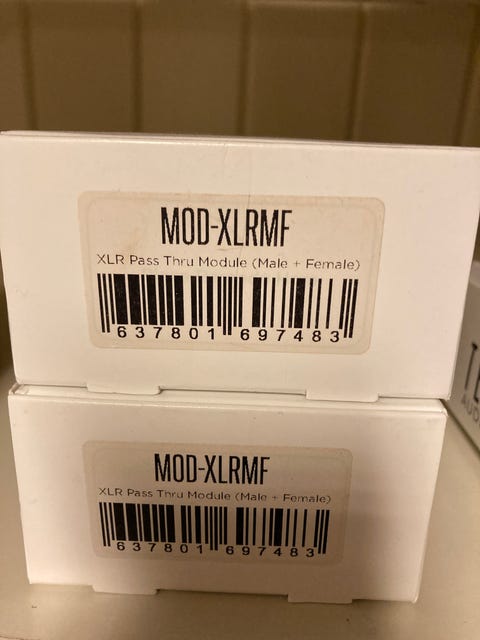 MOD-XLRMF
XLR Pass Thru Module (Male + Female)
637801 697483
MOD-XLRMF
XLR Pass Thru Module (Male + Female)
637801 697483